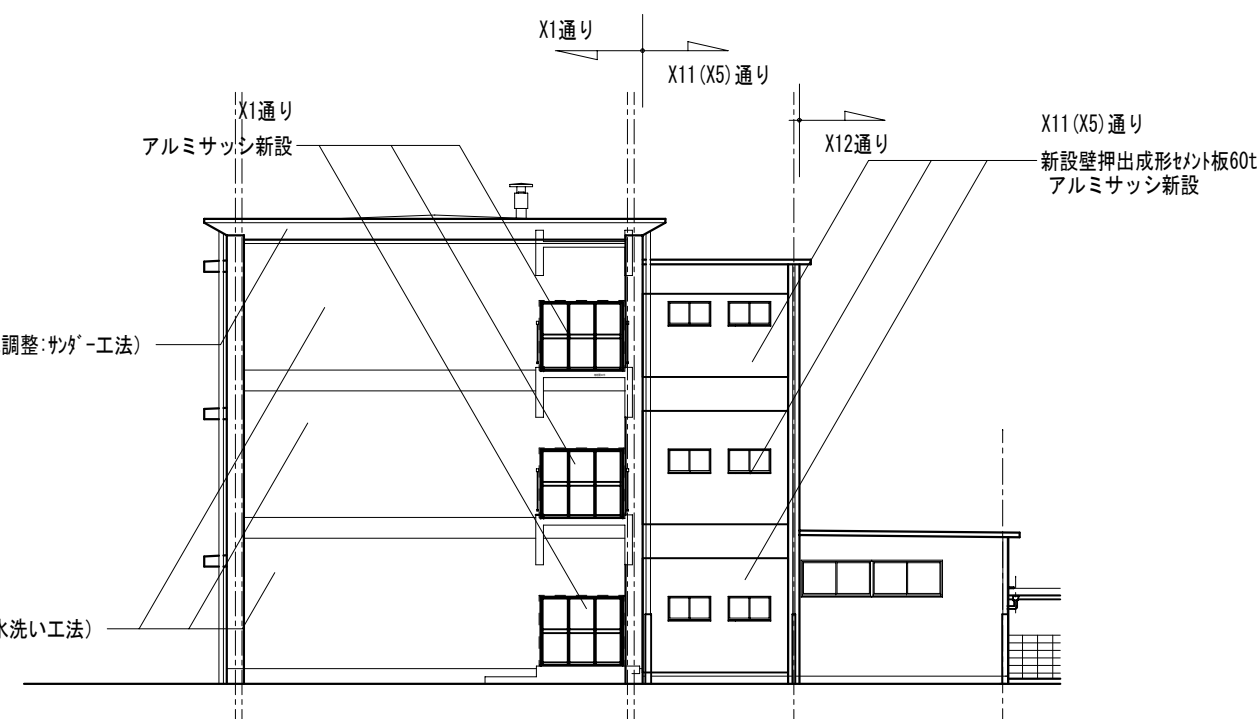 X1通り
X11(X5)通り
X1通り
アルミサッシ新設
X12通り
X11(X5)通り
新設壁押出成形ｾﾒﾝﾄ板60t
アルミサッシ新設
調整:ｻﾝﾀﾞｰ工法)
水洗い工法)